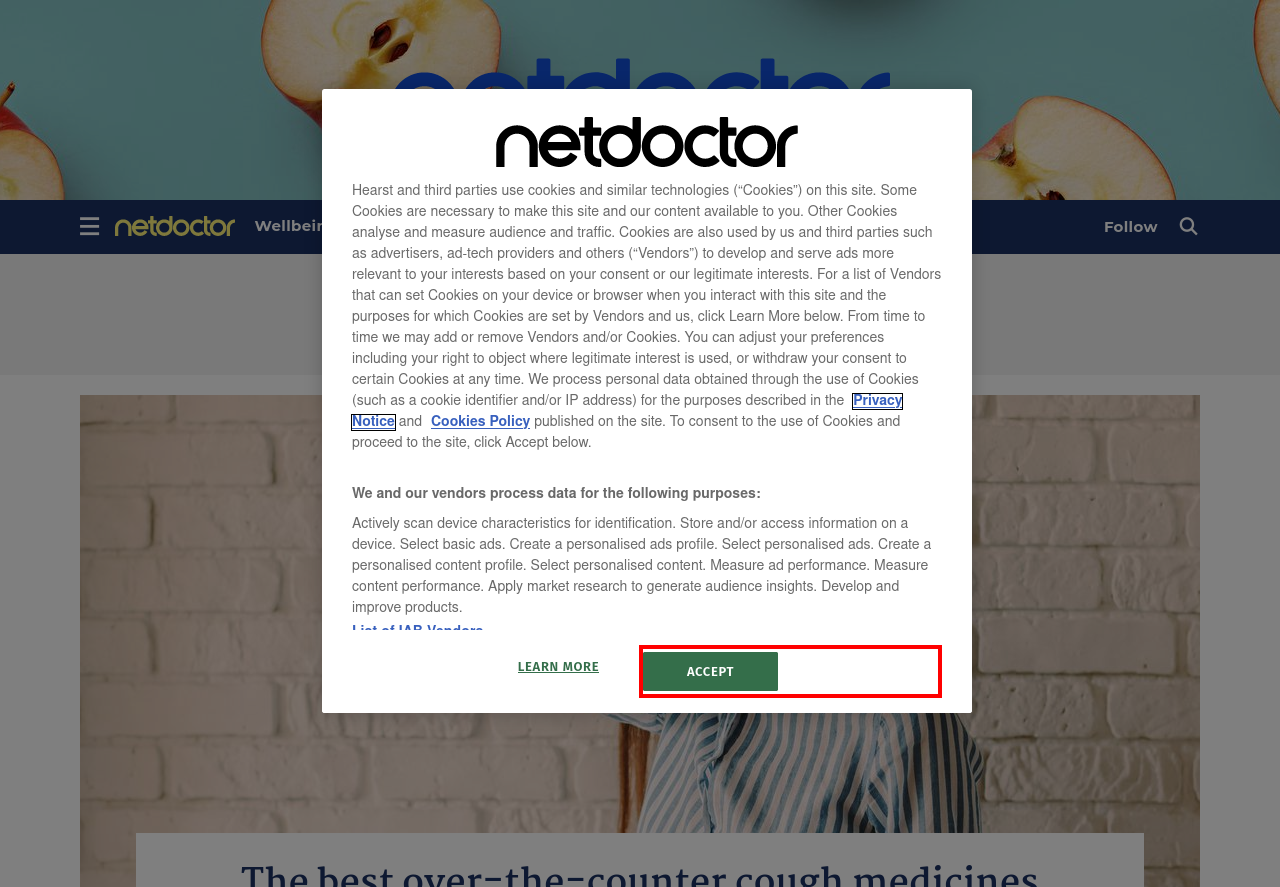 netdoctor
netdoctor
Hearst and third parties use cookies and similar technologies (“Cookies”) on this site. Some
Cookies are necessary to make this site and our content available to you. Other Cookies
analyse and measure audience and traffic. Cookies are also used by us and third parties such
as advertisers, ad-tech providers and others (“Vendors”) to develop and serve ads more
relevant to your interests based on your consent or our legitimate interests. For a list of Vendors
that can set Cookies on your device or browser when you interact with this site and the
purposes for which Cookies are set by Vendors and us, click Learn More below. From time to
time we may add or remove Vendors and/or Cookies. You can adjust your preferences
including your right to object where legitimate interest is used, or withdraw your consent to
certain Cookies at any time. We process personal data obtained through the use of Cookies
(such as a cookie identifier and/or IP address) for the purposes described in the Privacy
Notice and Cookies Policy published on the site. To consent to the use of Cookies and
proceed to the site, click Accept below.
We and our vendors process data for the following purposes:
Actively scan device characteristics for identification. Store and/or access information on a
device. Select basic ads. Create a personalised ads profile. Select personalised ads. Create a
personalised content profile. Select personalised content. Measure ad performance. Measure
content performance. Apply market research to generate audience insights. Develop and
improve products.
List of IAB Vendors
LEARN MORE
ACCEPT
netdoctor Wellbein
Follow
The best over-the-counter cough medicines